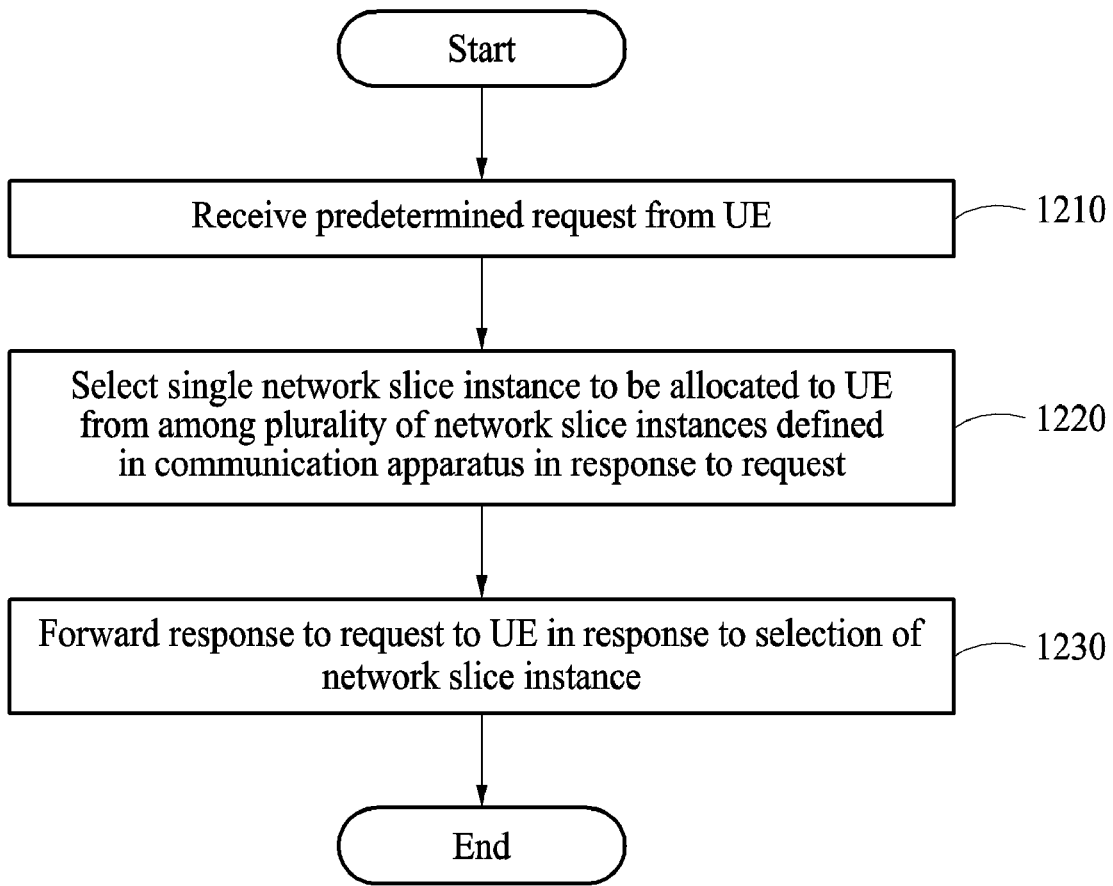 Start
Receive predetermined request from UE
1210
Select single network slice instance to be allocated to UE
from among plurality of network slice instances defined
in communication apparatus in response to request
1220
Forward response to request to UE in response to selection of
network slice instance
1230
End